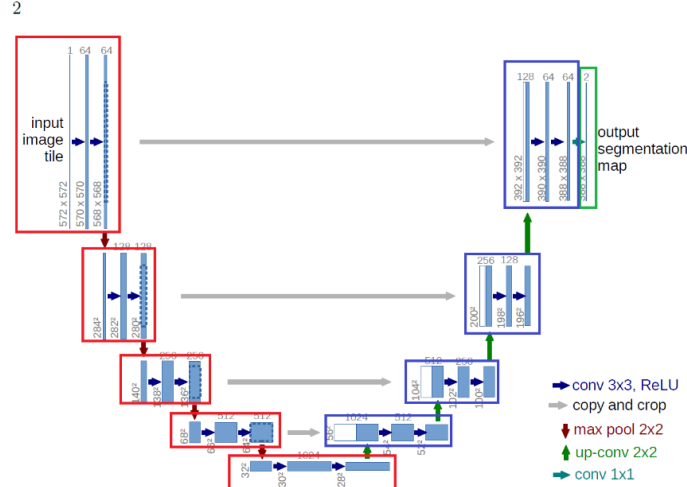 2
1 64 64
128 64 64 2
input
image
tile
output
segmentation
map
572 x 572
570 x 570
568 x 568
392 x 392
390 x 390
388 x 388
388 x 388
128 128
256 128
284²
282²
280²
200²
198²
196²
256 256
512 256
140²
138²
136²
104²
102²
100²
512 512
1024 512
68²
66²
64²
56²
54²
52²
1024
32²
30²
28²
conv 3x3, ReLU
copy and crop
max pool 2x2
up-conv 2x2
conv 1x1